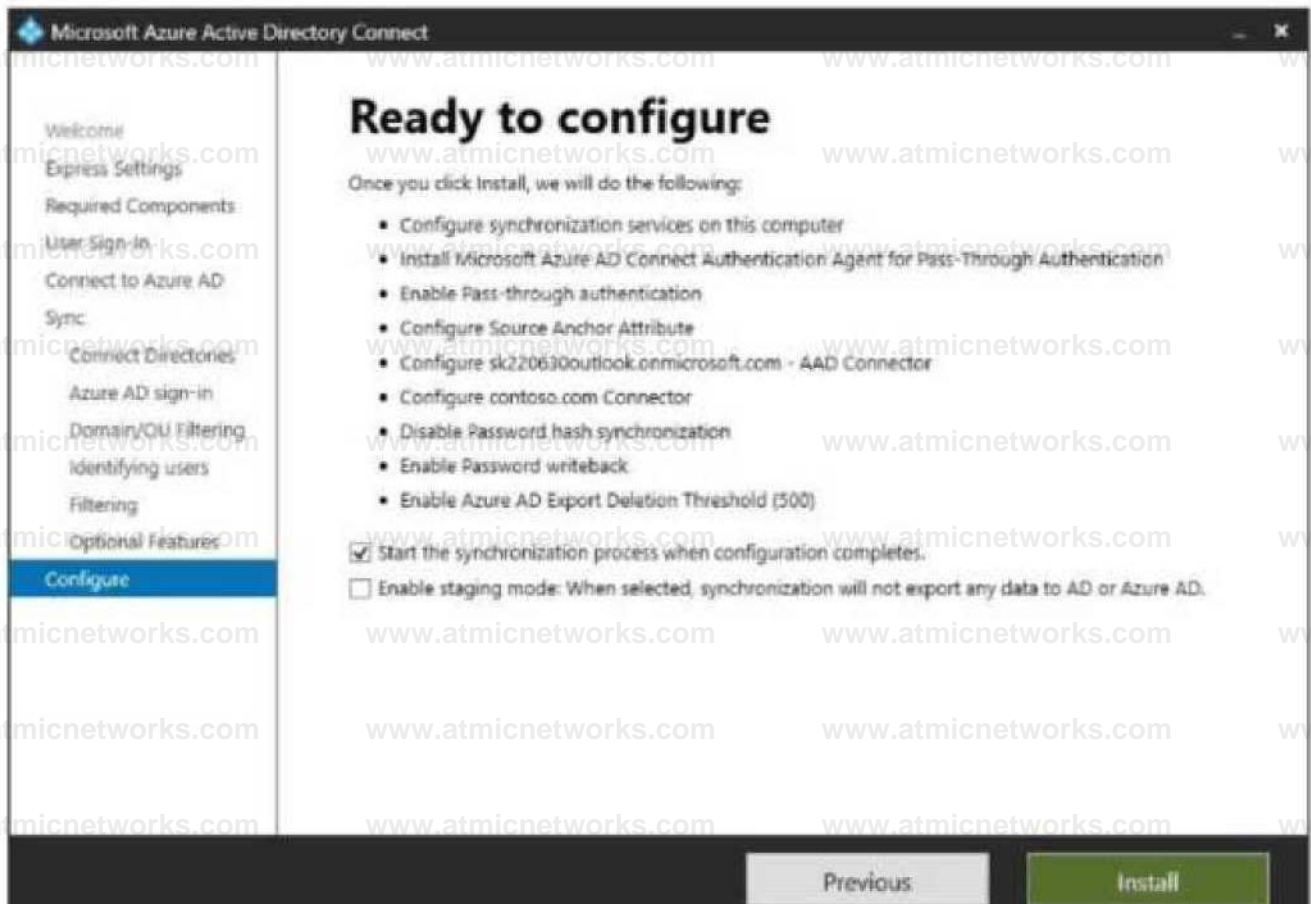 Microsoft Azure Active Directory Connect
Welcome
Express Settings
Required Components
User Sign-In
Connect to Azure AD
Sync
Connect Directories
Azure AD sign-in
Domain/OU Filtering
Identifying users
Filtering
Optional Features
Configure
Ready to configure
Once you click Install, we will do the following:
• Configure synchronization services on this computer
• Install Microsoft Azure AD Connect Authentication Agent for Pass-Through Authentication
• Enable Pass-through authentication
• Configure Source Anchor Attribute
• Configure sk220630outlook.onmicrosoft.com - AAD Connector
• Configure contoso.com Connector
• Disable Password hash synchronization
• Enable Password writeback
• Enable Azure AD Export Deletion Threshold (500)
Start the synchronization process when configuration completes.
Enable staging mode: When selected, synchronization will not export any data to AD or Azure AD.
Previous
Install
www.atmicnetworks.com